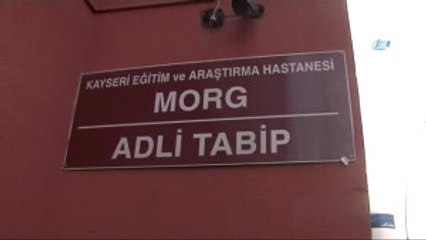 KAYSERİ EĞİTİM ve ARAŞTIRMA HASTANESİ
MORG
ADLİ TABİP